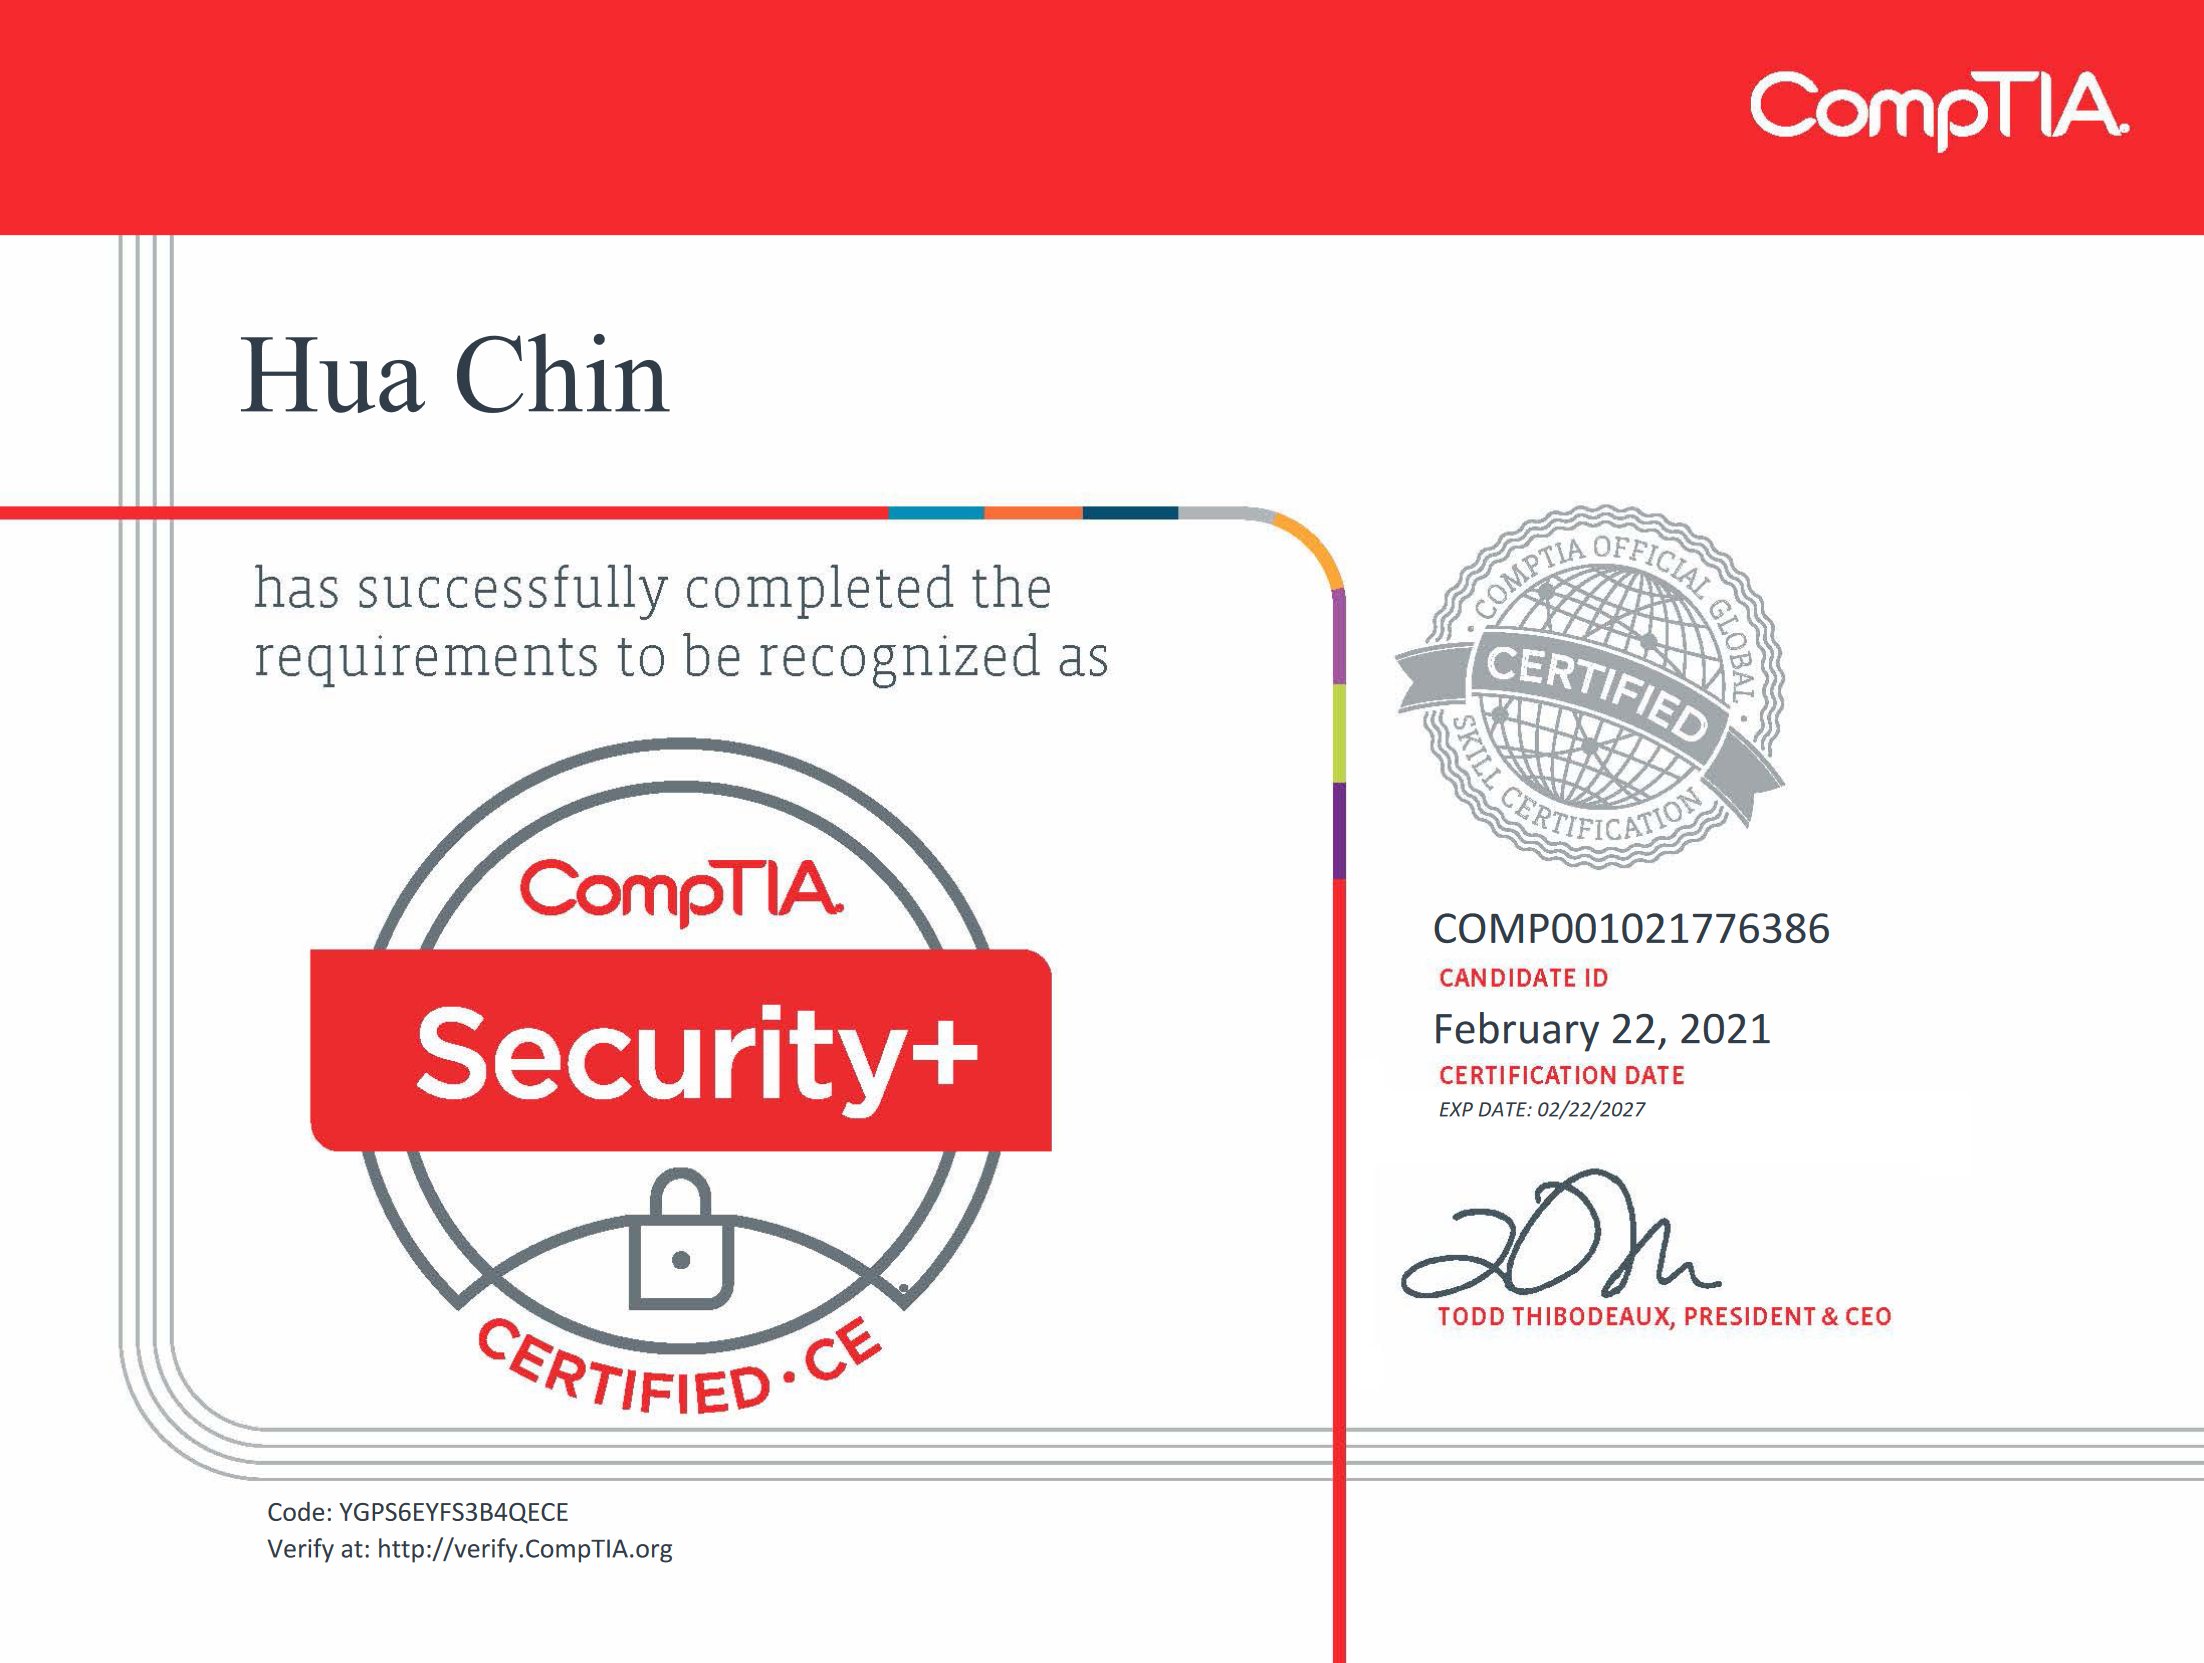 CompTIA.
Hua Chin
has successfully completed the
requirements to be recognized as
CompTIA.
Security+
CERTIFIED · CE
· COMPTIA OFFICIAL GLOBAL ·
CERTIFIED
SKILL CERTIFICATION
COMP001021776386
CANDIDATE ID
February 22, 2021
CERTIFICATION DATE
EXP DATE: 02/22/2027
TODD THIBODEAUX, PRESIDENT & CEO
Code: YGPS6EYFS3B4QECE
Verify at: http://verify.CompTIA.org